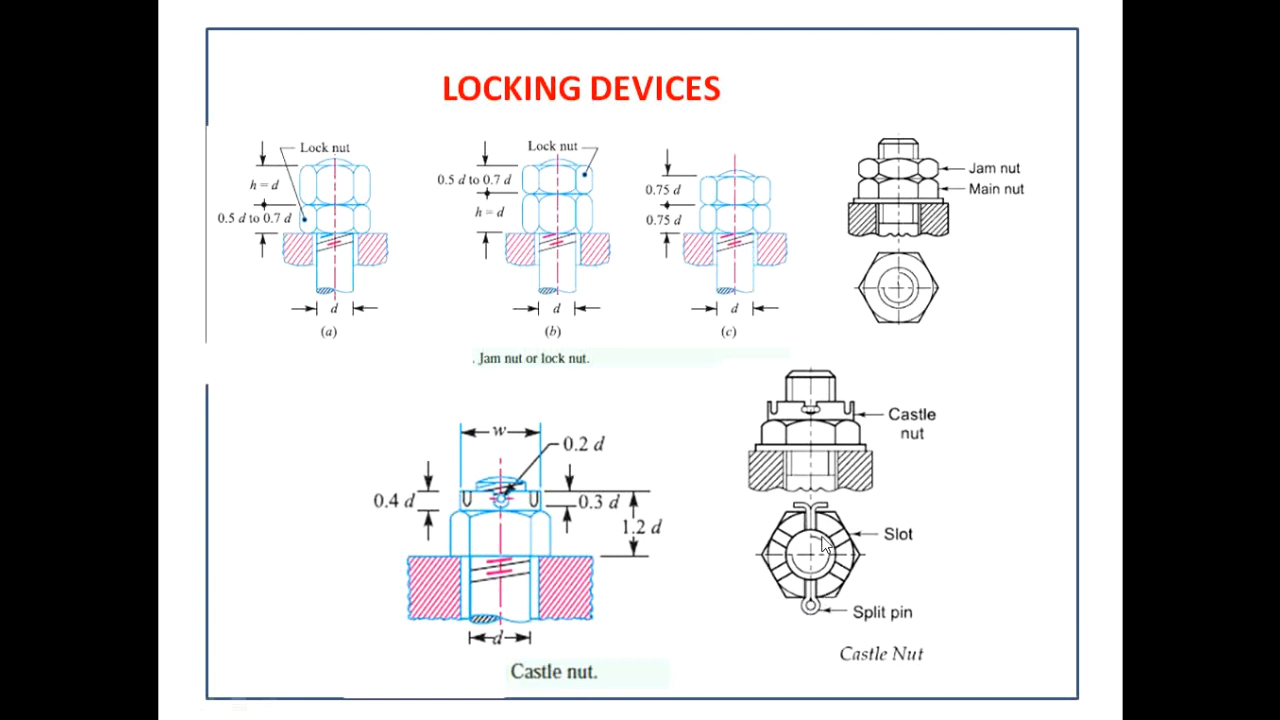 LOCKING DEVICES
Lock nut
h = d
0.5 d to 0.7 d
d
(a)
Lock nut
0.5 d to 0.7 d
h = d
d
(b)
0.75 d
0.75 d
d
(c)
Jam nut
Main nut
. Jam nut or lock nut.
w
0.2 d
0.4 d
0.3 d
1.2 d
d
Castle nut.
Castle
nut
Slot
Split pin
Castle Nut